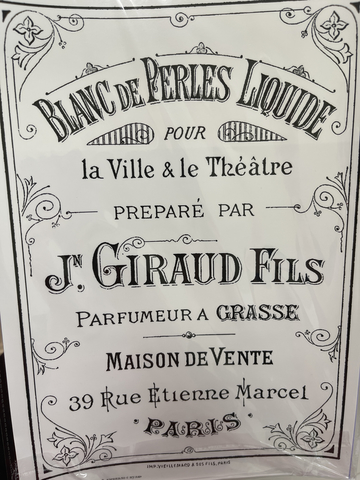 BLANC DE PERLES LIQUIDE
POUR
la Ville & le Théâtre
PREPARÉ PAR
JN. GIRAUD FILS
PARFUMEUR A GRASSE
MAISON DE VENTE
39 Rue Etienne Marcel
PARIS